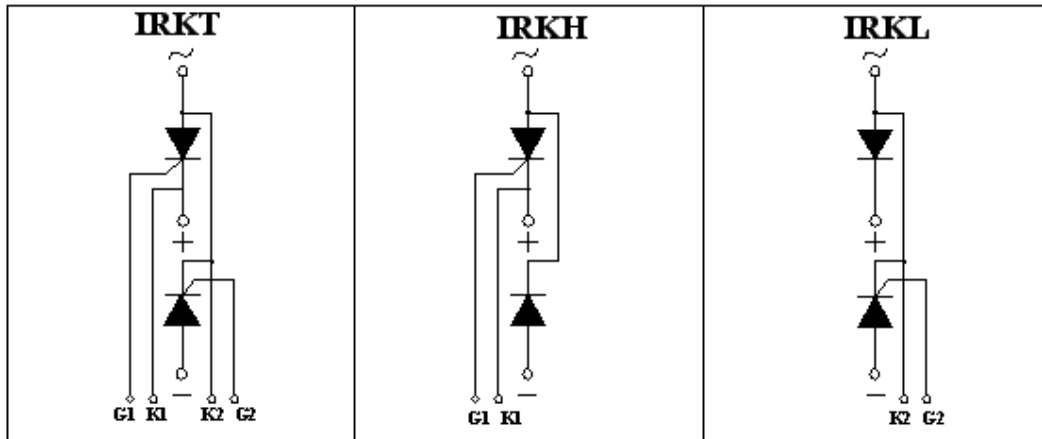 IRKT IRKH IRKL
~ ~ ~
+ + +
− − −
G1 K1 K2 G2 G1 K1 K2 G2